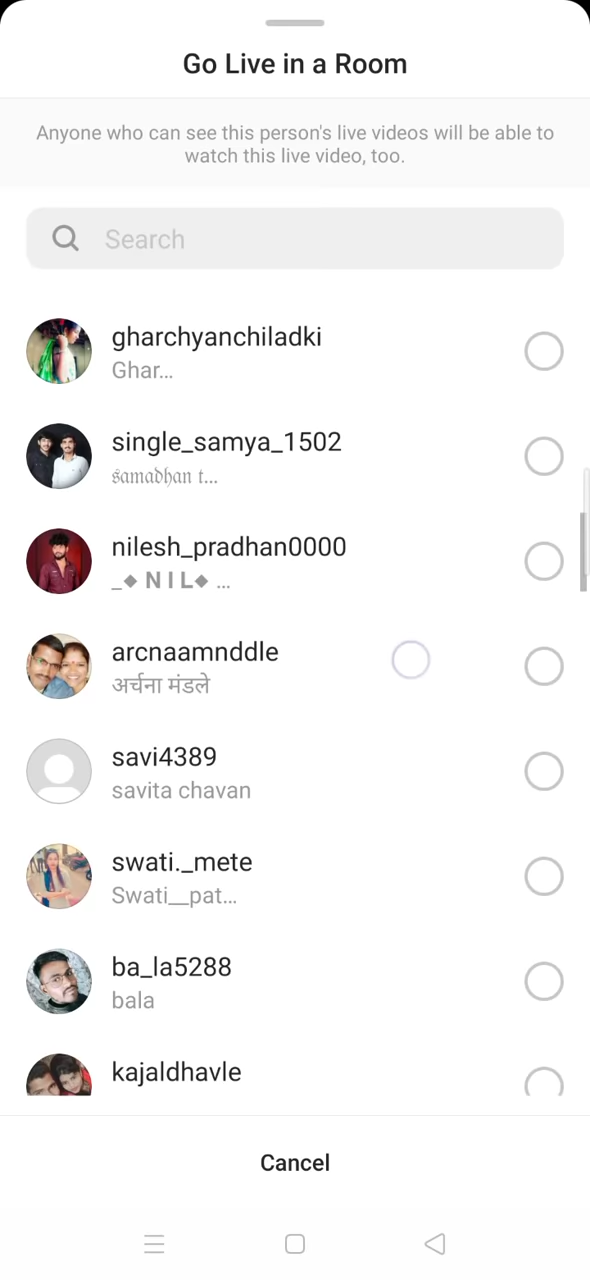 Go Live in a Room
Anyone who can see this person's live videos will be able to
watch this live video, too.
Search
gharchyanchiladki
Ghar...
single_samya_1502
𝔰𝔞𝔪𝔞𝔡𝔥𝔞𝔫 𝔱...
nilesh_pradhan0000
_◆ N I L◆ ...
arcnaamnddle
अर्चना मंडले
savi4389
savita chavan
swati._mete
Swati__pat...
ba_la5288
bala
kajaldhavle
Cancel